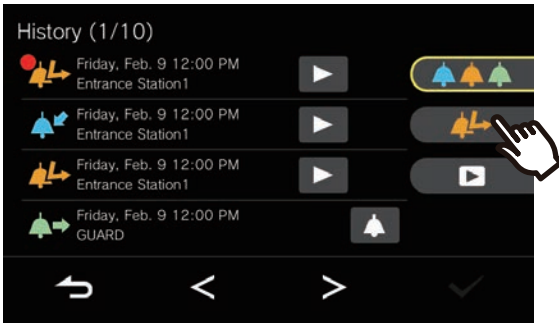 History (1/10)
Friday, Feb. 9 12:00 PM
Entrance Station1
Friday, Feb. 9 12:00 PM
Entrance Station1
Friday, Feb. 9 12:00 PM
Entrance Station1
Friday, Feb. 9 12:00 PM
GUARD